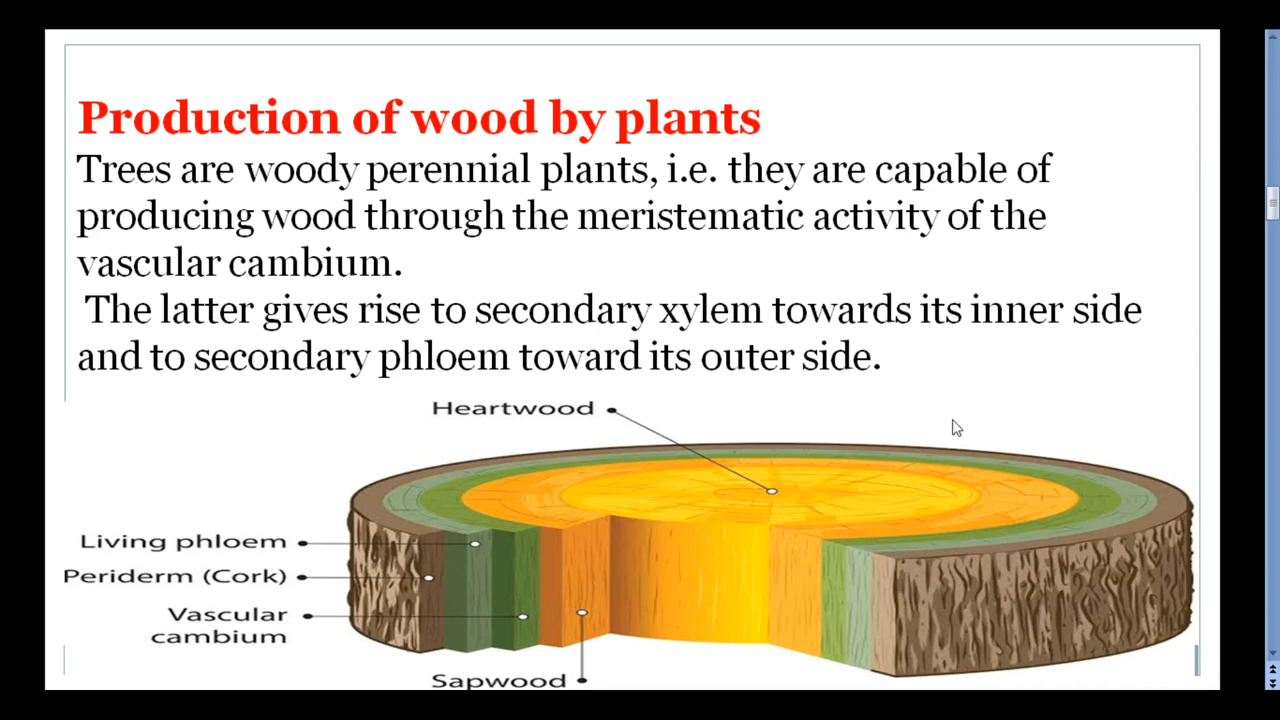 Production of wood by plants
Trees are woody perennial plants, i.e. they are capable of
producing wood through the meristematic activity of the
vascular cambium.
The latter gives rise to secondary xylem towards its inner side
and to secondary phloem toward its outer side.
Heartwood
Living phloem
Periderm (Cork)
Vascular
cambium
Sapwood